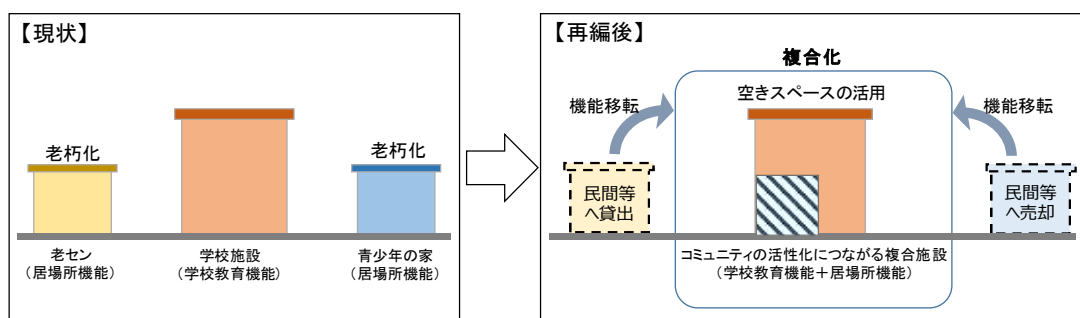 【現状】
老朽化
老朽化
老セン
(居場所機能)
学校施設
(学校教育機能)
青少年の家
(居場所機能)
【再編後】
複合化
空きスペースの活用
機能移転
機能移転
民間等
へ貸出
民間等
へ売却
コミュニティの活性化につながる複合施設
(学校教育機能＋居場所機能)